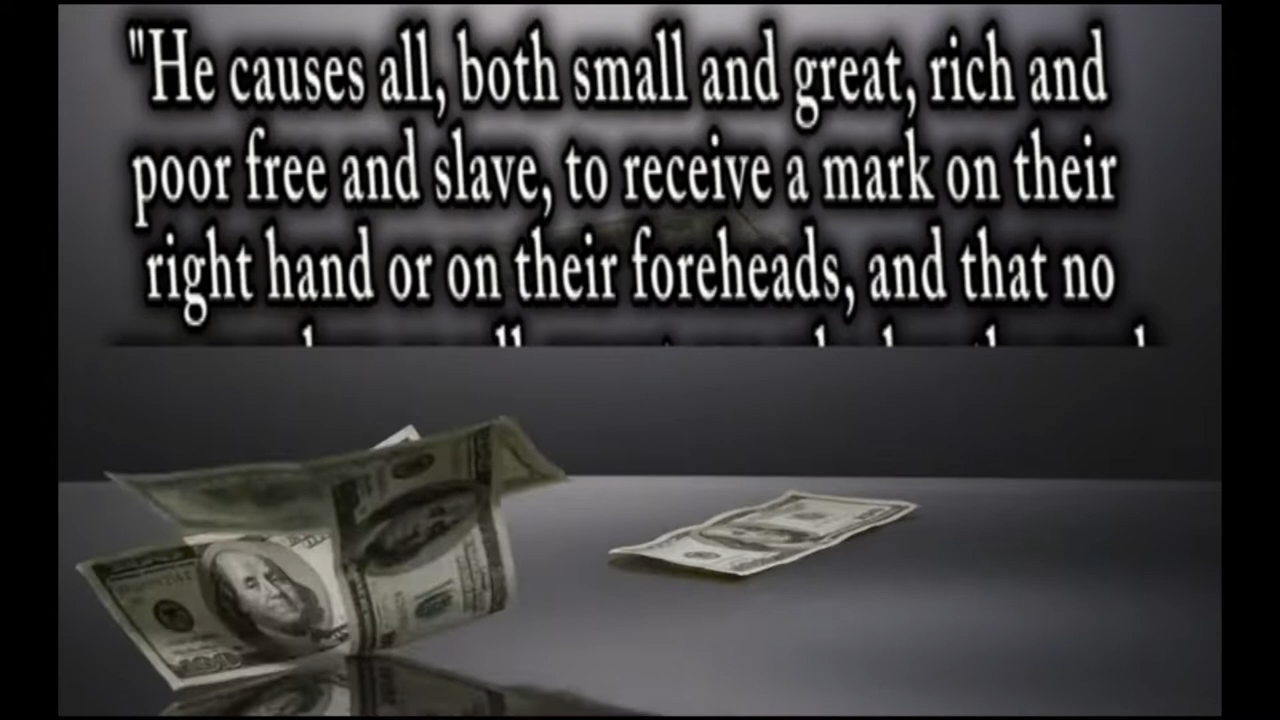 "He causes all, both small and great, rich and
poor free and slave, to receive a mark on their
right hand or on their foreheads, and that no